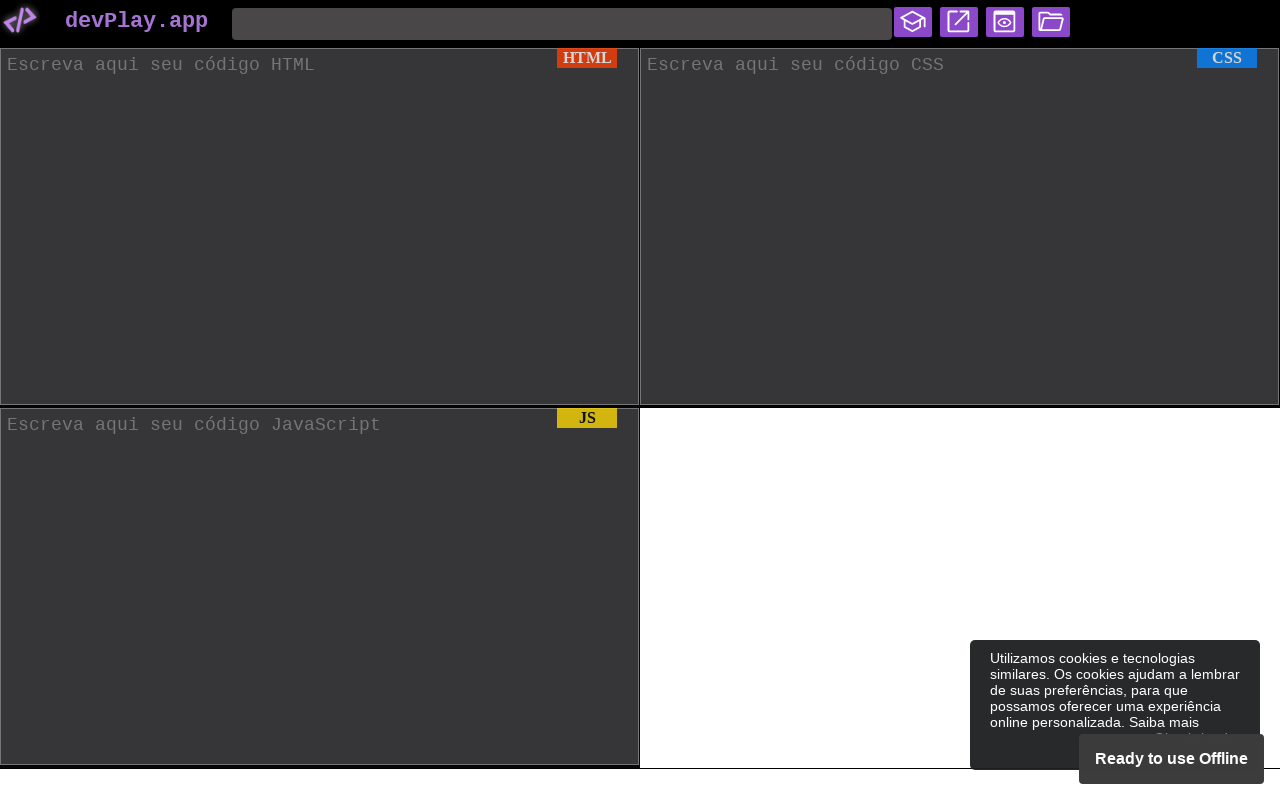 devPlay.app
Escreva aqui seu código HTML
HTML
Escreva aqui seu código CSS
CSS
Escreva aqui seu código JavaScript
JS
Utilizamos cookies e tecnologias
similares. Os cookies ajudam a lembrar
de suas preferências, para que
possamos oferecer uma experiência
online personalizada. Saiba mais
Ready to use Offline